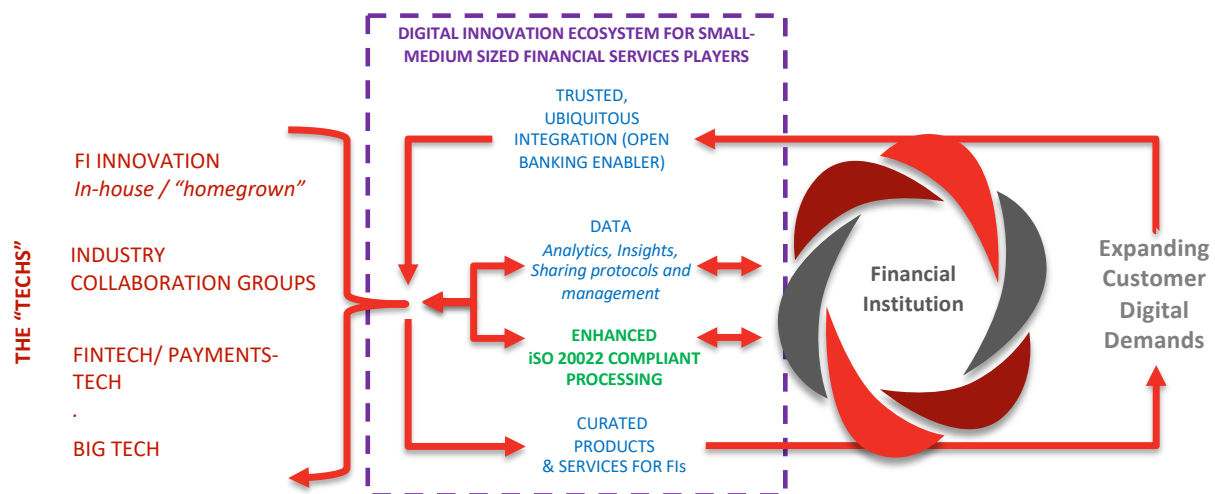 DIGITAL INNOVATION ECOSYSTEM FOR SMALL-
MEDIUM SIZED FINANCIAL SERVICES PLAYERS
THE “TECHS”
FI INNOVATION
In-house / “homegrown”
INDUSTRY
COLLABORATION GROUPS
FINTECH/ PAYMENTS-
TECH
.
BIG TECH
TRUSTED,
UBIQUITOUS
INTEGRATION (OPEN
BANKING ENABLER)
DATA
Analytics, Insights,
Sharing protocols and
management
ENHANCED
iSO 20022 COMPLIANT
PROCESSING
CURATED
PRODUCTS
& SERVICES FOR FIs
Financial
Institution
Expanding
Customer
Digital
Demands